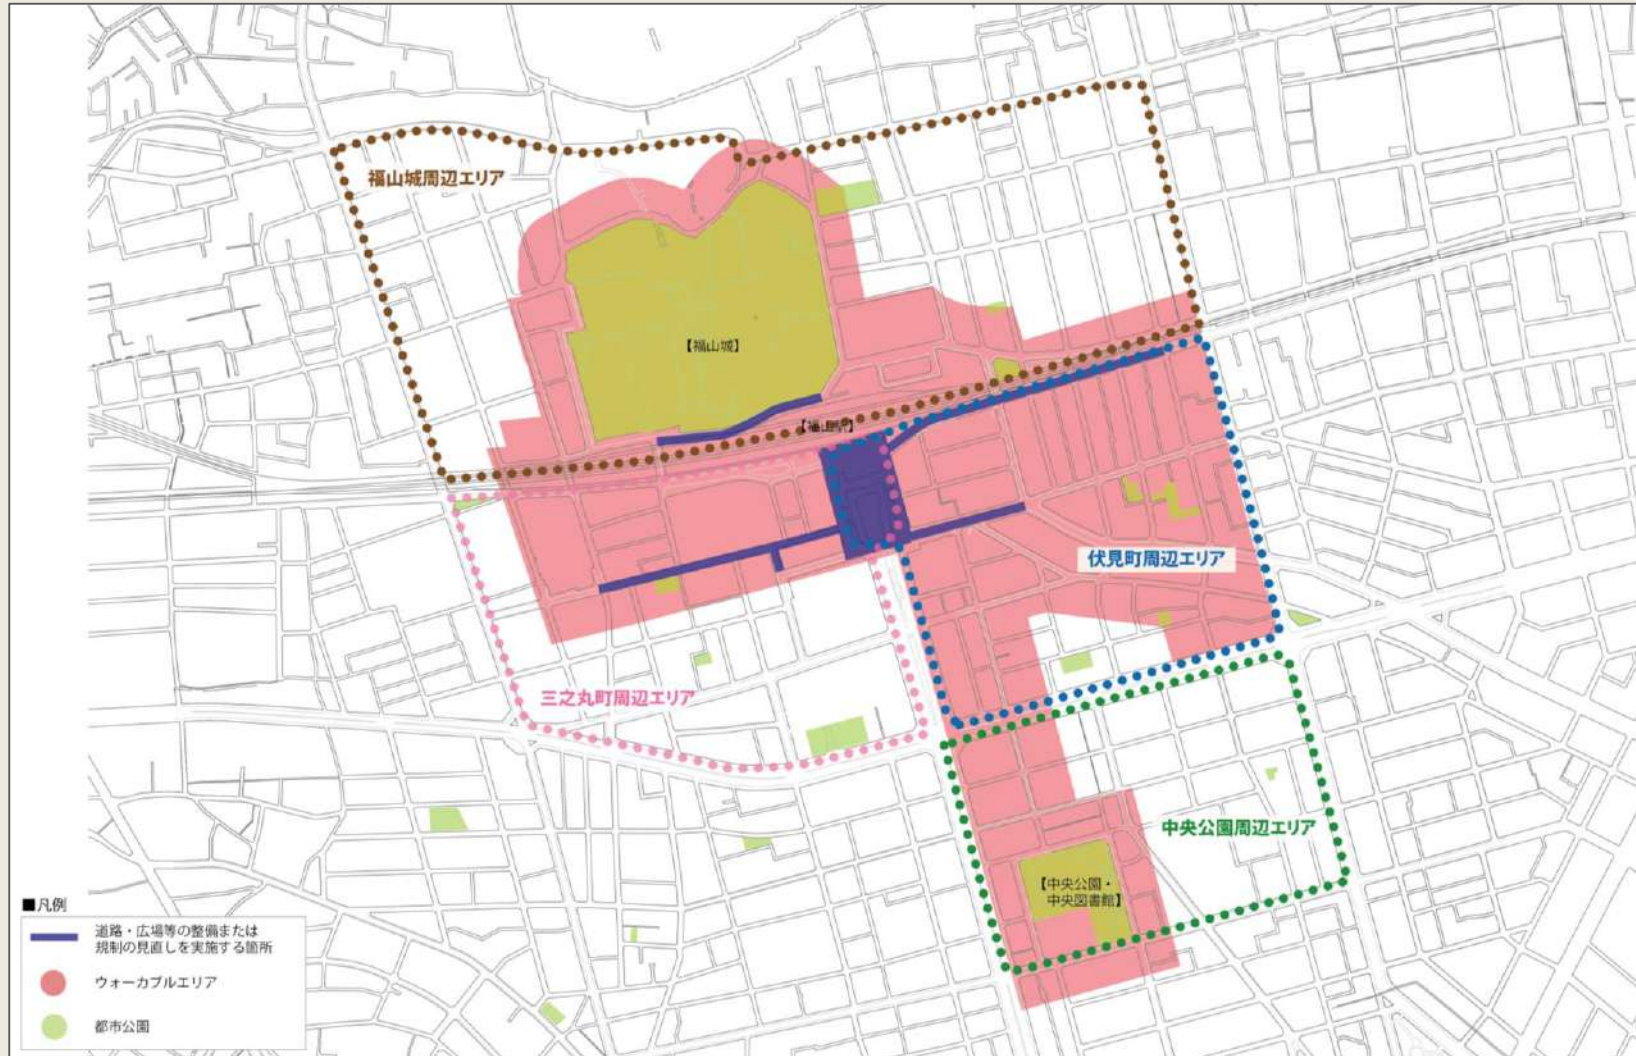 福山城周辺エリア
【福山城】
【福山駅】
伏見町周辺エリア
三之丸町周辺エリア
中央公園周辺エリア
【中央公園・
中央図書館】
■凡例
道路・広場等の整備または
規制の見直しを実施する箇所
ウォーカブルエリア
都市公園